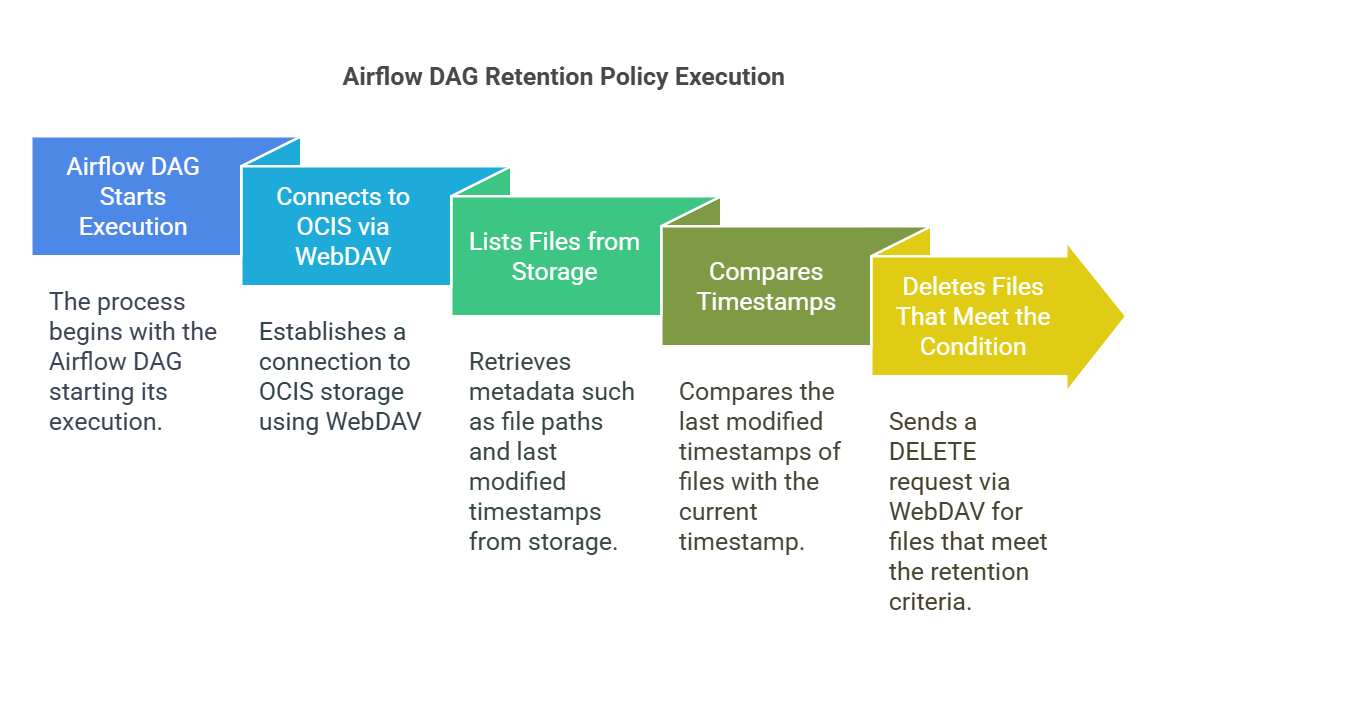 Airflow DAG Retention Policy Execution
Airflow DAG
Starts
Execution
The process
begins with the
Airflow DAG
starting its
execution.
Connects to
OCIS via
WebDAV
Establishes a
connection to
OCIS storage
using WebDAV
Lists Files from
Storage
Retrieves
metadata such
as file paths
and last
modified
timestamps
from storage.
Compares
Timestamps
Compares the
last modified
timestamps of
files with the
current
timestamp.
Deletes Files
That Meet the
Condition
Sends a
DELETE
request via
WebDAV for
files that meet
the retention
criteria.